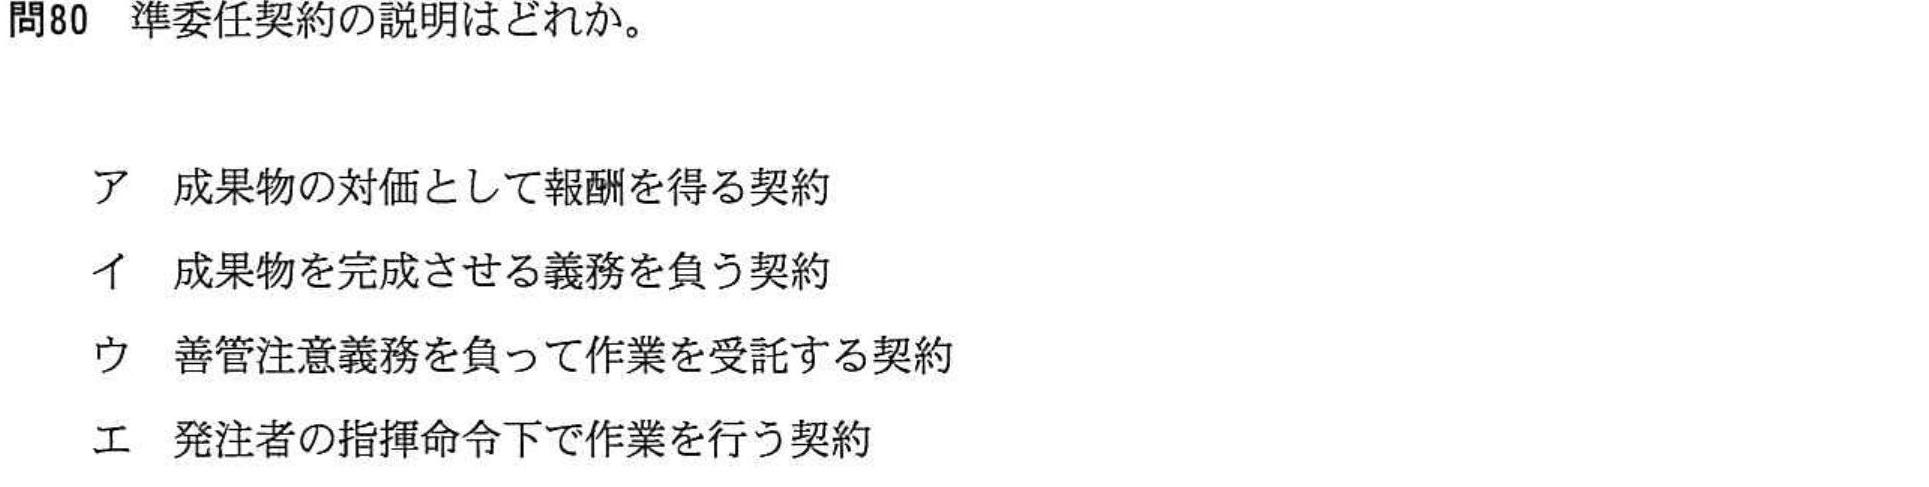 問80　準委任契約の説明はどれか。
ア　成果物の対価として報酬を得る契約
イ　成果物を完成させる義務を負う契約
ウ　善管注意義務を負って作業を受託する契約
エ　発注者の指揮命令下で作業を行う契約